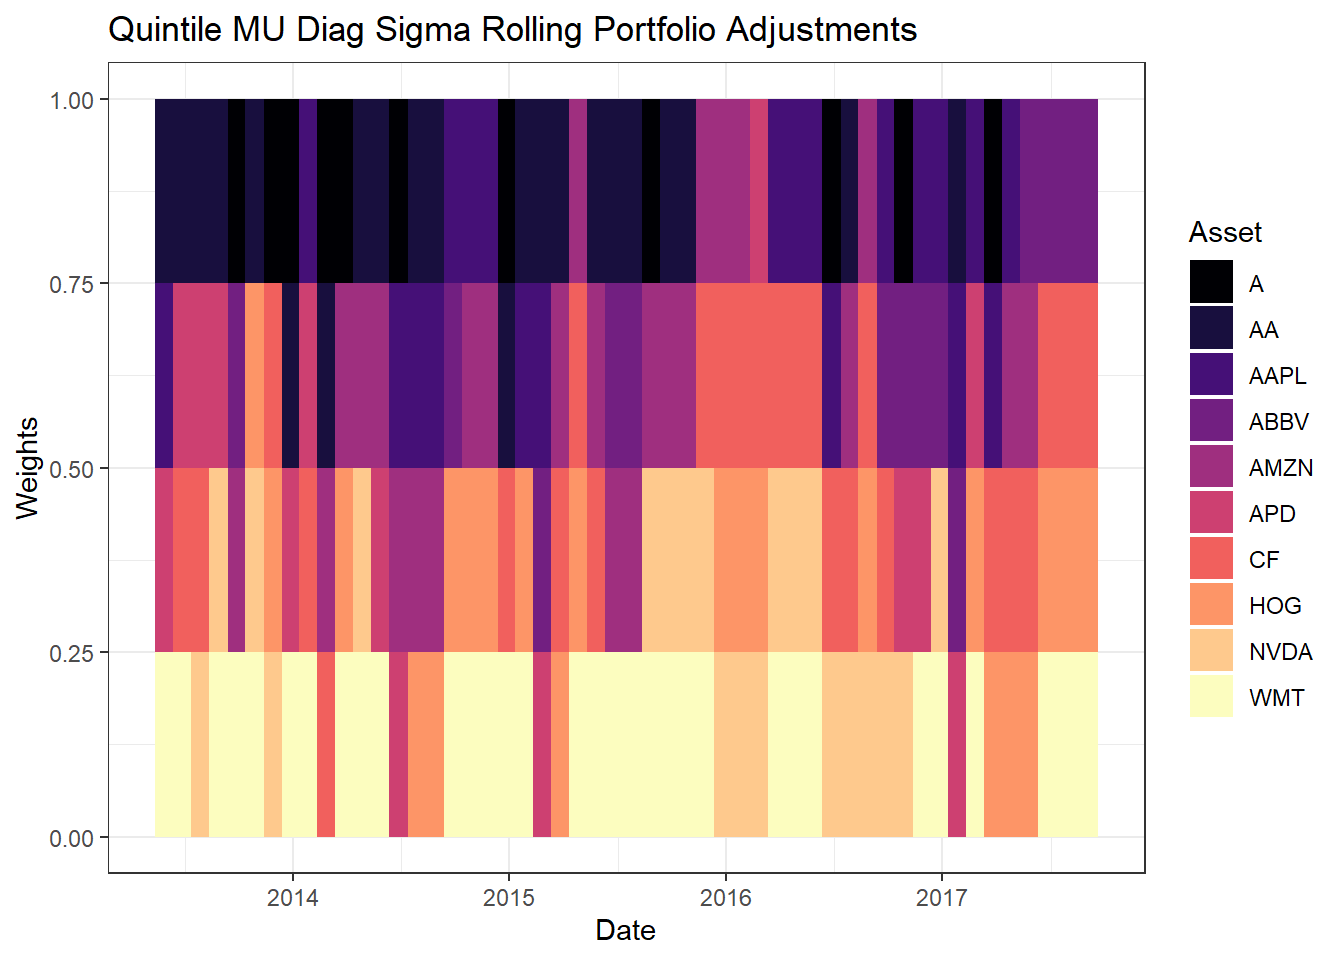 Quintile MU Diag Sigma Rolling Portfolio Adjustments
1.00
0.75
0.50
0.25
0.00
Weights
2014 2015 2016 2017
Date
Asset
A
AA
AAPL
ABBV
AMZN
APD
CF
HOG
NVDA
WMT